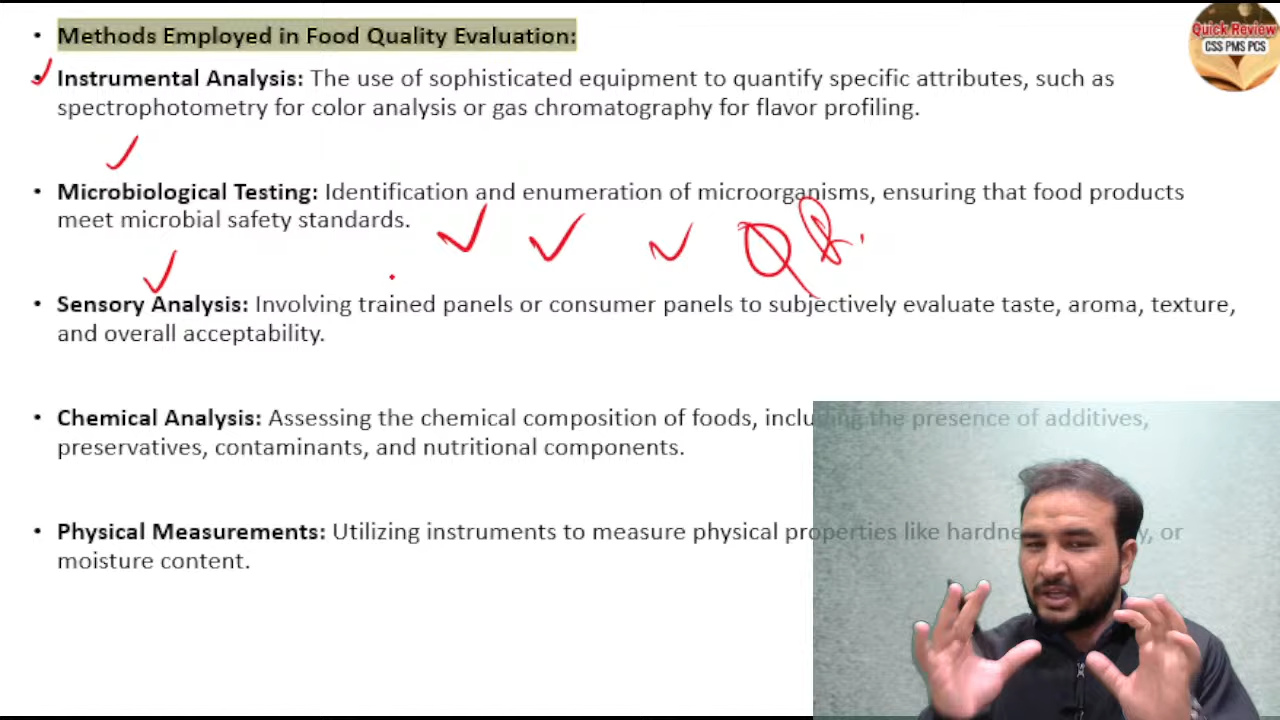 Quick Review
CSS PMS PCS
• Methods Employed in Food Quality Evaluation:
• Instrumental Analysis: The use of sophisticated equipment to quantify specific attributes, such as
spectrophotometry for color analysis or gas chromatography for flavor profiling.
• Microbiological Testing: Identification and enumeration of microorganisms, ensuring that food products
meet microbial safety standards.
• Sensory Analysis: Involving trained panels or consumer panels to subjectively evaluate taste, aroma, texture,
and overall acceptability.
• Chemical Analysis: Assessing the chemical composition of foods, including the presence of additives,
preservatives, contaminants, and nutritional components.
• Physical Measurements: Utilizing instruments to measure physical properties like or
moisture content.